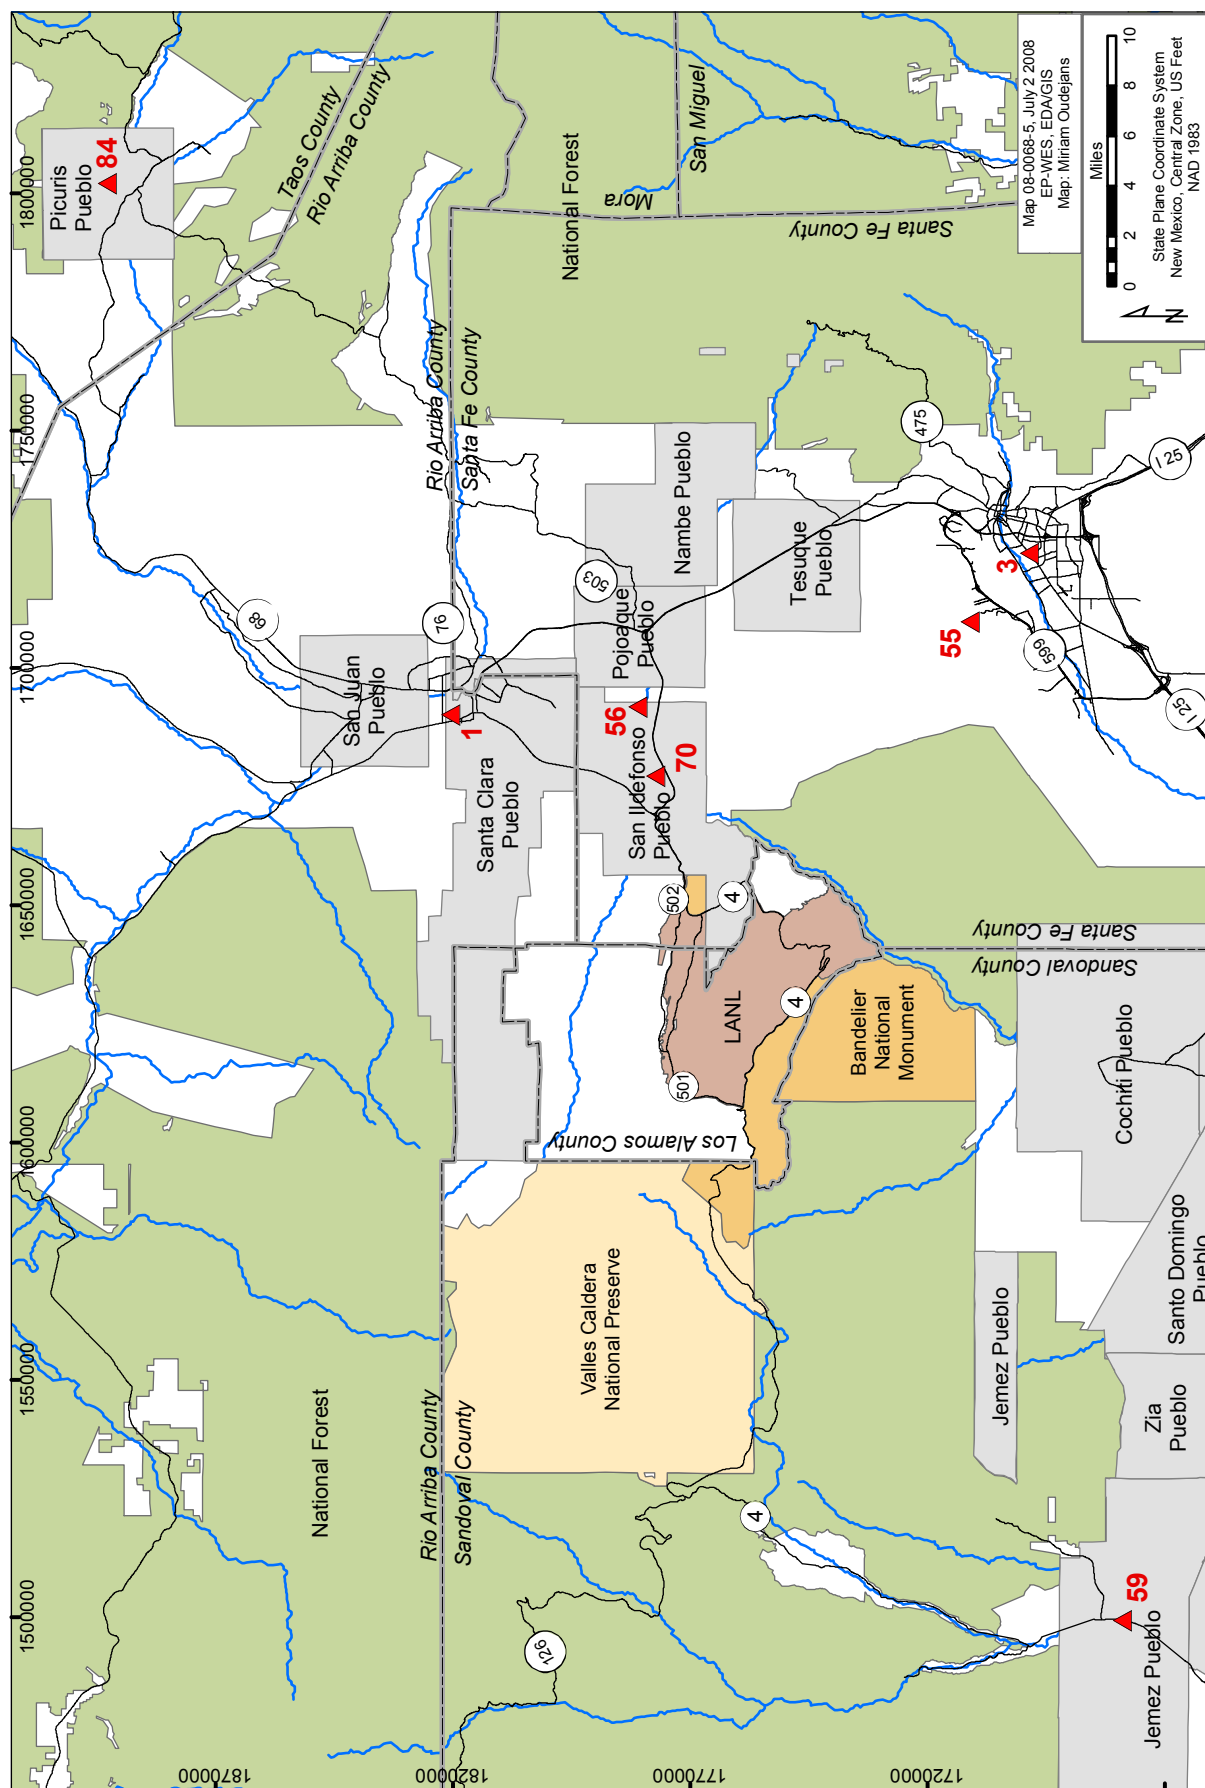 1500000
1550000
1600000
1650000
1700000
1750000
1800000
1870000
1820000
1770000
1720000
Picuris
Pueblo
84
Taos County
Rio Arriba County
68
San Juan
Pueblo
National Forest
National Forest
Rio Arriba County
Sandoval County
Rio Arriba County
Santa Fe County
76
1
Santa Clara
Pueblo
126
Mora
San Miguel
Santa Fe County
503
Pojoaque
Pueblo
Nambe Pueblo
56
San Ildefonso
Pueblo
70
502
4
501
LANL
4
Los Alamos County
Valles Caldera
National Preserve
Tesuque
Pueblo
Bandelier
National
Monument
4
475
55
3
599
I 25
I 25
Santa Fe County
Sandoval County
Cochiti Pueblo
Jemez Pueblo
Santo Domingo
Pueblo
Zia
Pueblo
59
Jemez Pueblo
Map 08-0068-5, July 2 2008
EP-WES, EDA/GIS
Map: Miriam Oudejans
Miles
0 2 4 6 8 10
N
State Plane Coordinate System
New Mexico, Central Zone, US Feet
NAD 1983